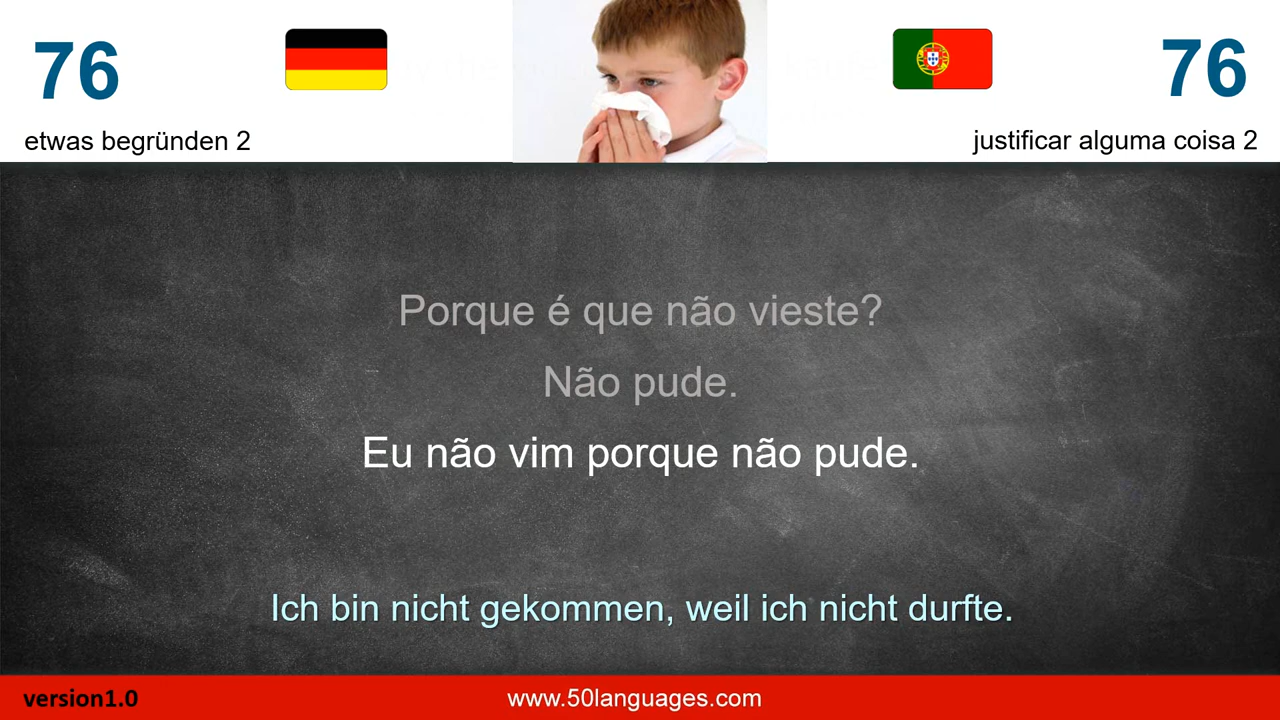 76
76
etwas begründen 2
justificar alguma coisa 2
Porque é que não vieste?
Não pude.
Eu não vim porque não pude.
Ich bin nicht gekommen, weil ich nicht durfte.
version1.0
www.50languages.com